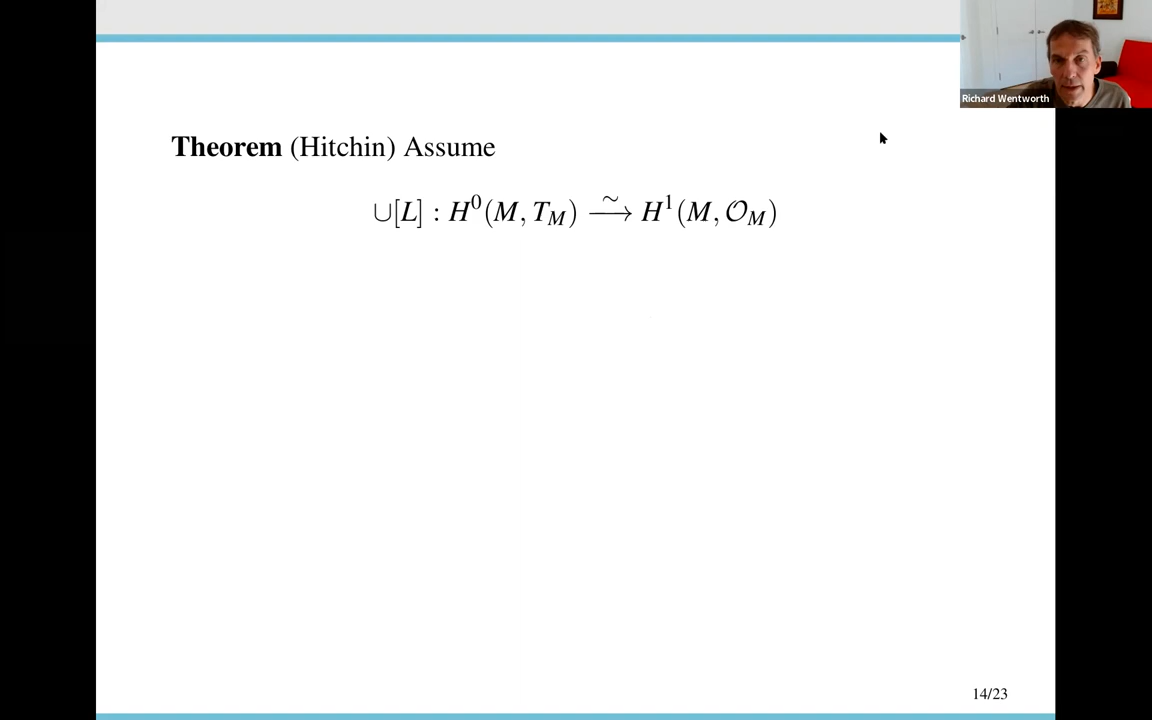 Richard Wentworth
Theorem (Hitchin) Assume
∪[L] : H⁰(M, T_M) ⥲ H¹(M, 𝒪_M)
14/23